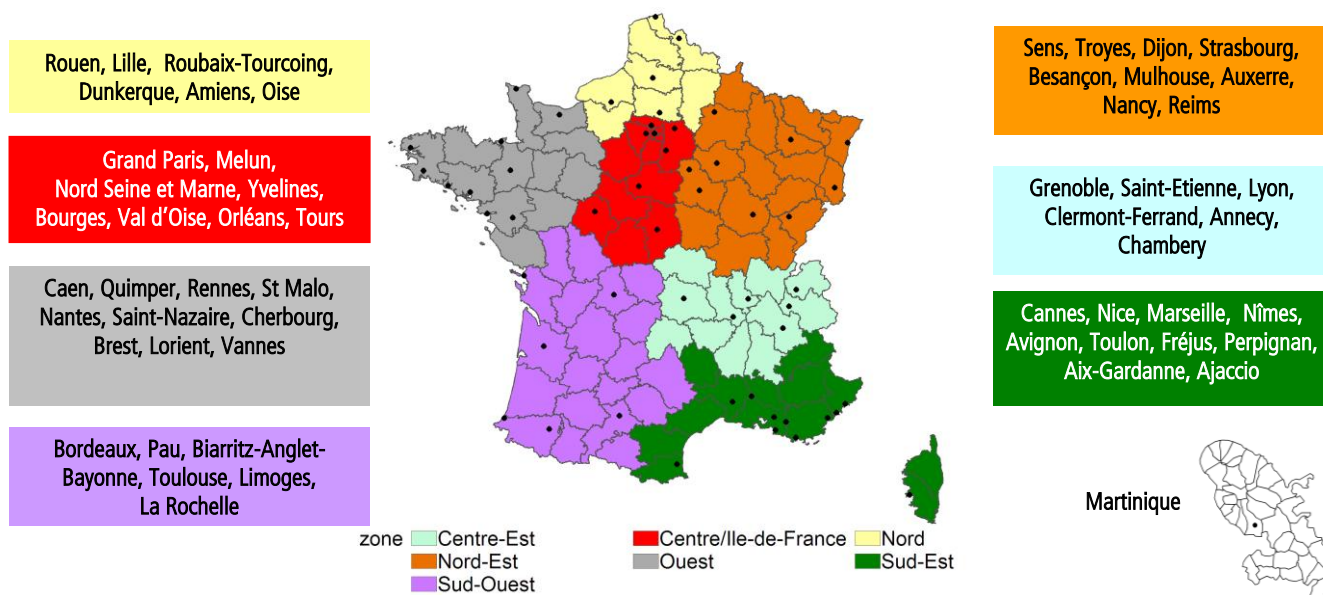 Rouen, Lille, Roubaix-Tourcoing,
Dunkerque, Amiens, Oise
Grand Paris, Melun,
Nord Seine et Marne, Yvelines,
Bourges, Val d'Oise, Orléans, Tours
Caen, Quimper, Rennes, St Malo,
Nantes, Saint-Nazaire, Cherbourg,
Brest, Lorient, Vannes
Bordeaux, Pau, Biarritz-Anglet-
Bayonne, Toulouse, Limoges,
La Rochelle
Sens, Troyes, Dijon, Strasbourg,
Besançon, Mulhouse, Auxerre,
Nancy, Reims
Grenoble, Saint-Etienne, Lyon,
Clermont-Ferrand, Annecy,
Chambery
Cannes, Nice, Marseille, Nîmes,
Avignon, Toulon, Fréjus, Perpignan,
Aix-Gardanne, Ajaccio
Martinique
zone Centre-Est Centre/Ile-de-France Nord
Nord-Est Ouest Sud-Est
Sud-Ouest